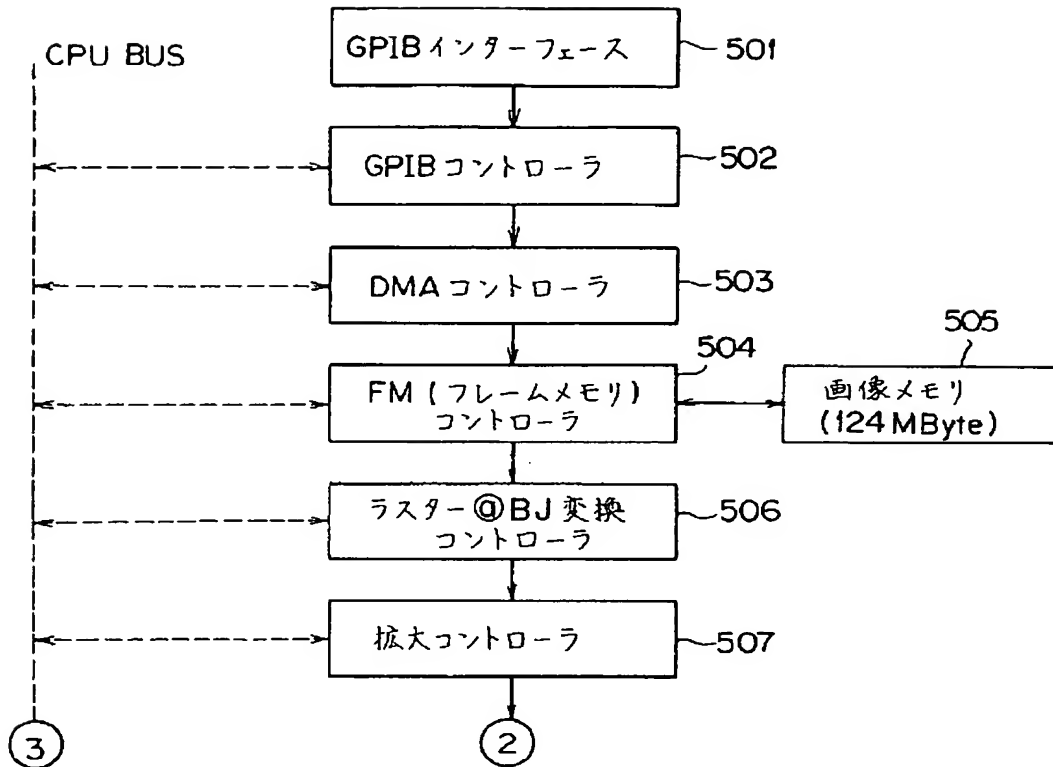 CPU BUS
GPIBインターフェース
501
GPIBコントローラ
502
DMAコントローラ
503
504
FM(フレームメモリ)
コントローラ
505
画像メモリ
(124MByte)
ラスター@BJ変換
コントローラ
506
拡大コントローラ
507
3
2